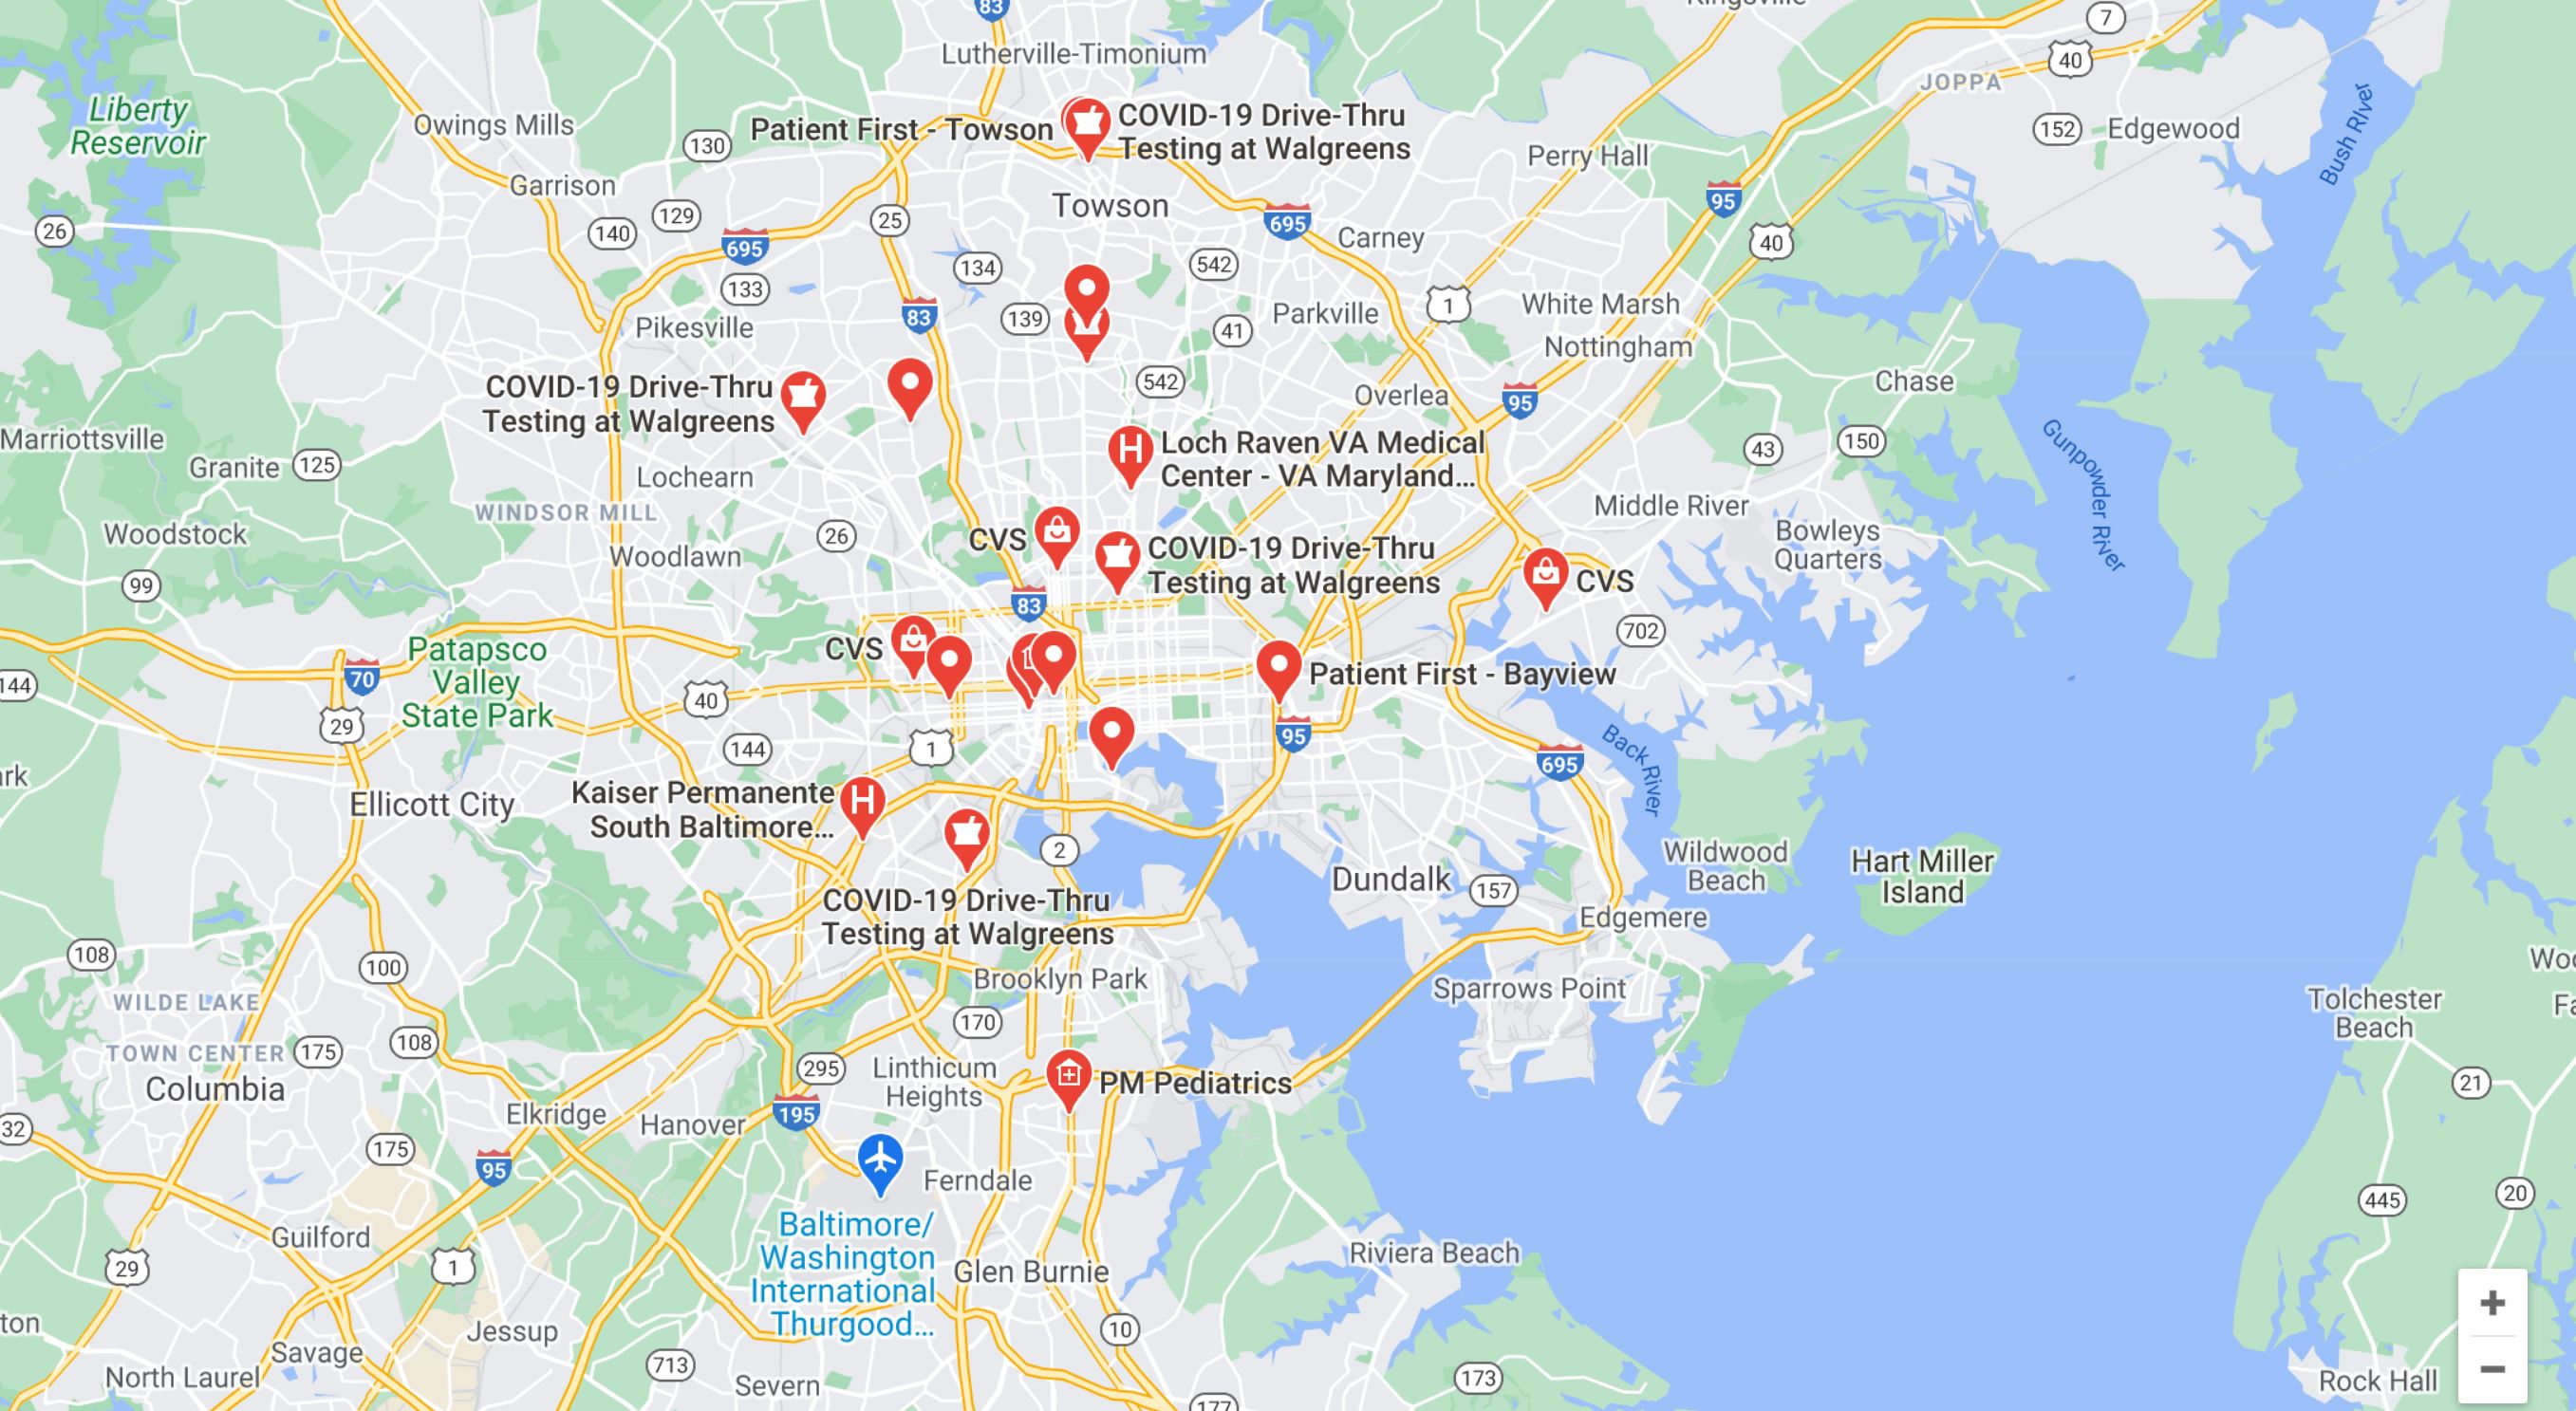 83
Kingsville
7
Lutherville-Timonium
40
JOPPA
Liberty
Reservoir
Owings Mills
130
Patient First - Towson
COVID-19 Drive-Thru
Testing at Walgreens
Perry Hall
152
Edgewood
Bush River
Garrison
129
140
25
Towson
695
95
26
695
134
542
Carney
40
133
139
Pikesville
83
41
Parkville
1
White Marsh
Nottingham
COVID-19 Drive-Thru
Testing at Walgreens
542
Overlea
95
Chase
Marriottsville
Granite
125
Lochearn
Loch Raven VA Medical
Center - VA Maryland...
43
150
Gunpowder River
WINDSOR MILL
Woodstock
26
CVS
Middle River
Bowleys
Quarters
Woodlawn
COVID-19 Drive-Thru
Testing at Walgreens
CVS
99
83
702
CVS
Patapsco
Valley
State Park
70
144
40
Patient First - Bayview
29
144
1
95
Back River
695
Ellicott City
Kaiser Permanente
South Baltimore...
2
Wildwood
Beach
Hart Miller
Island
Dundalk
157
COVID-19 Drive-Thru
Testing at Walgreens
Edgemere
108
100
Brooklyn Park
Sparrows Point
WILDE LAKE
170
Tolchester
Beach
TOWN CENTER
175
108
295
Linthicum
Heights
PM Pediatrics
21
Columbia
Elkridge
Hanover
195
32
175
95
Ferndale
445
20
Guilford
Baltimore/
Washington
International
Thurgood...
29
1
Glen Burnie
Riviera Beach
+
Jessup
10
Savage
North Laurel
713
Severn
173
−
Rock Hall
177